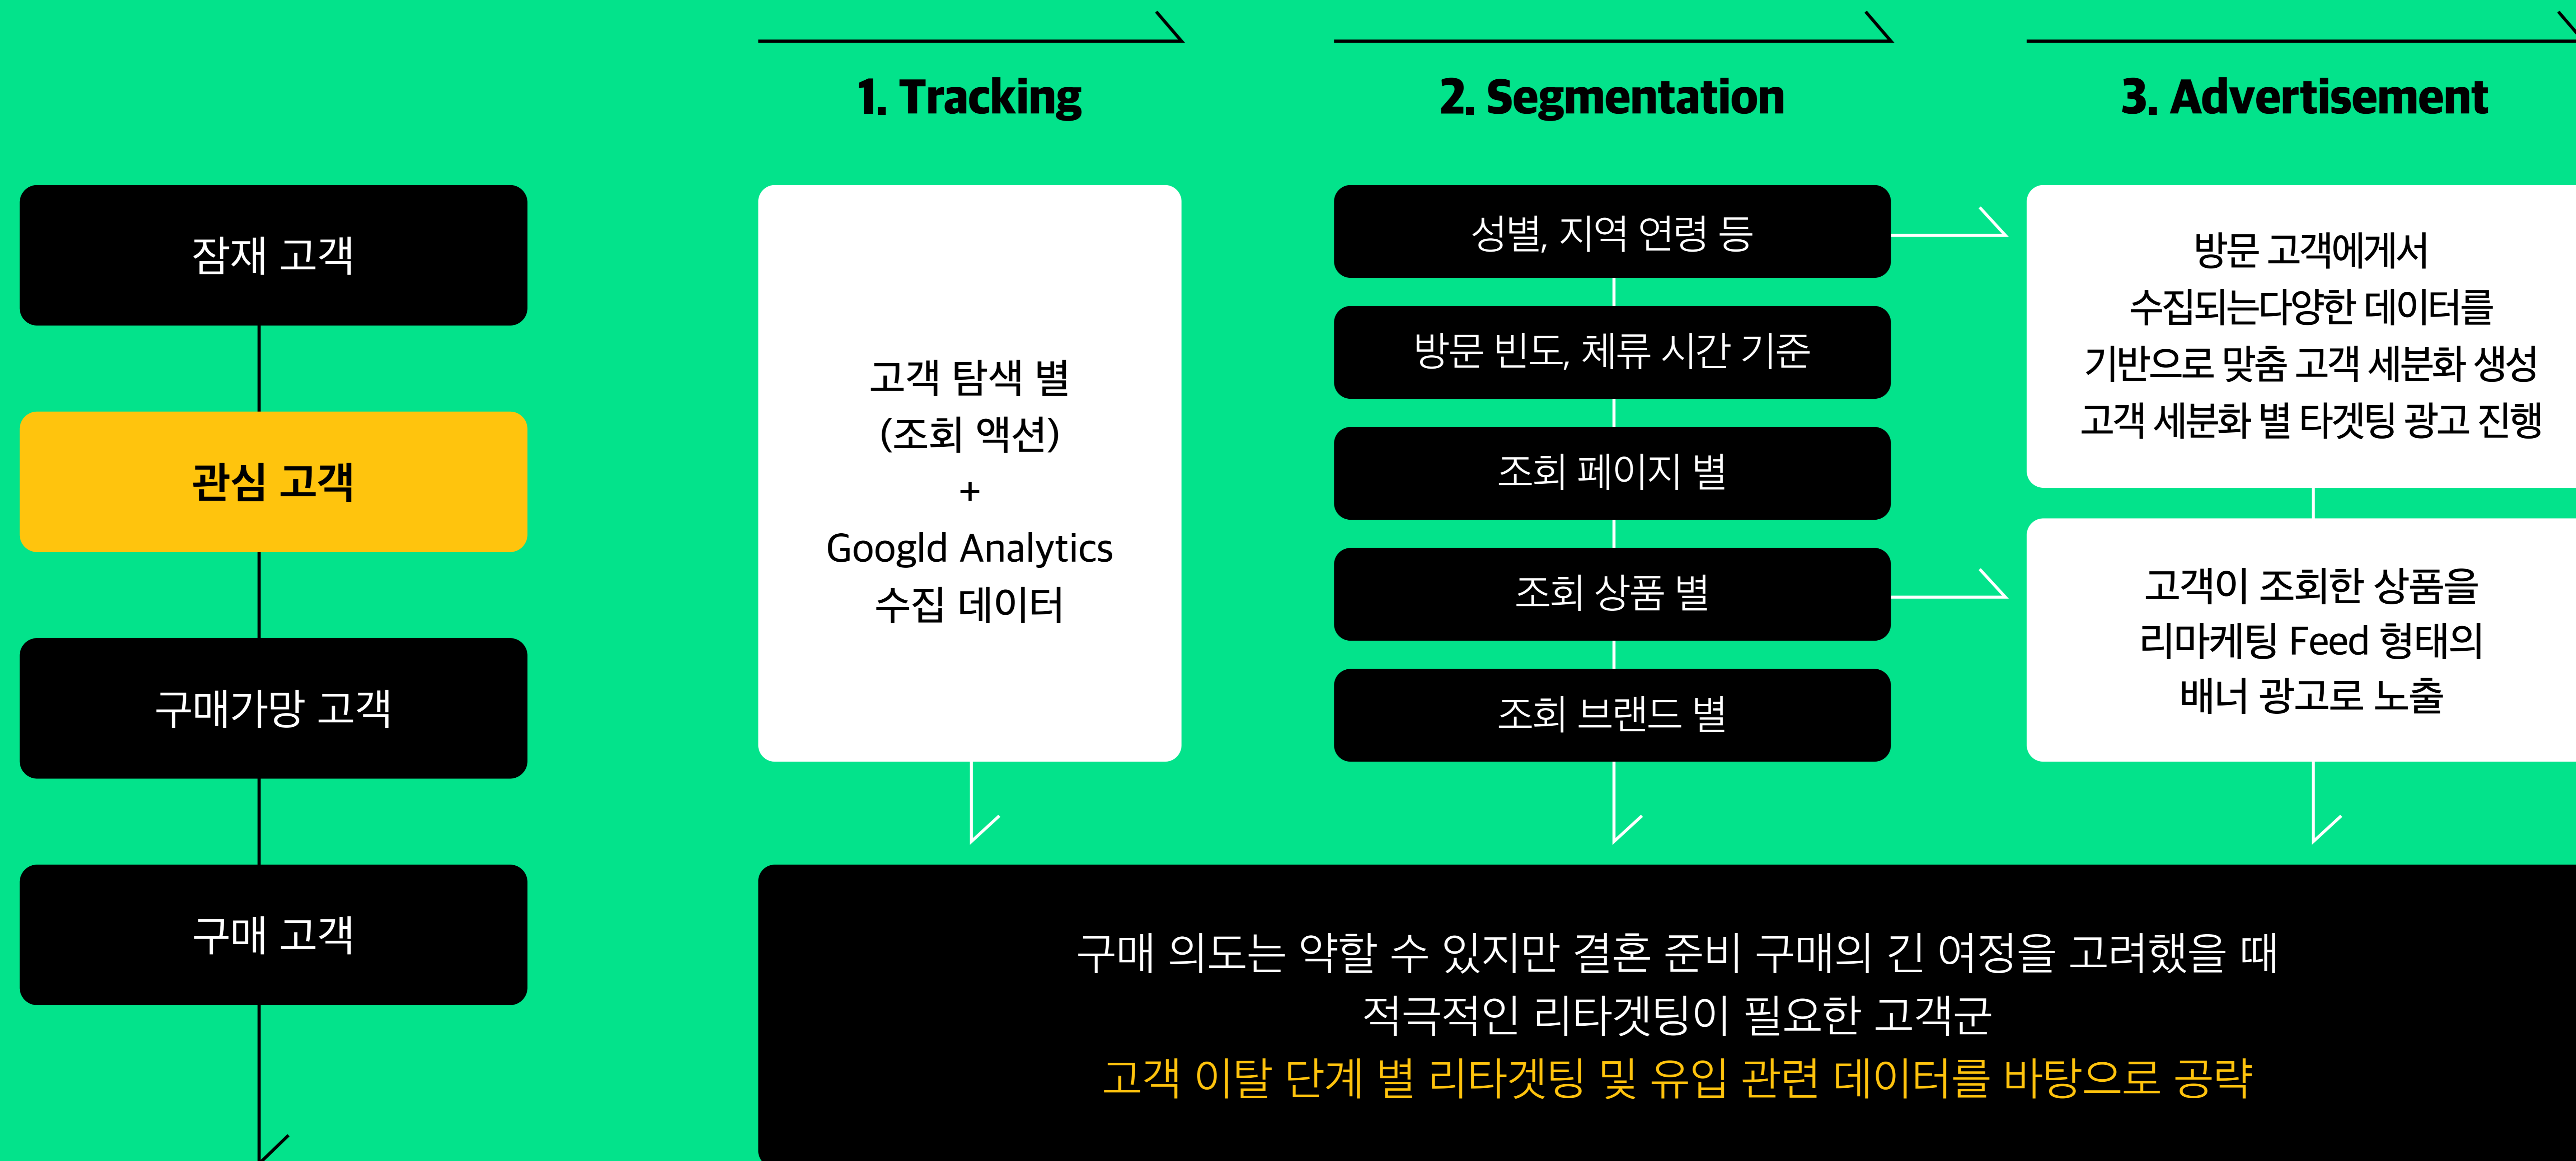 1. Tracking
2. Segmentation
3. Advertisement
잠재 고객
관심 고객
구매가망 고객
구매 고객
고객 탐색 별
(조회 액션)
+
Googld Analytics
수집 데이터
성별, 지역 연령 등
방문 빈도, 체류 시간 기준
조회 페이지 별
조회 상품 별
조회 브랜드 별
방문 고객에게서
수집되는다양한 데이터를
기반으로 맞춤 고객 세분화 생성
고객 세분화 별 타겟팅 광고 진행
고객이 조회한 상품을
리마케팅 Feed 형태의
배너 광고로 노출
구매 의도는 약할 수 있지만 결혼 준비 구매의 긴 여정을 고려했을 때
적극적인 리타겟팅이 필요한 고객군
고객 이탈 단계 별 리타겟팅 및 유입 관련 데이터를 바탕으로 공략